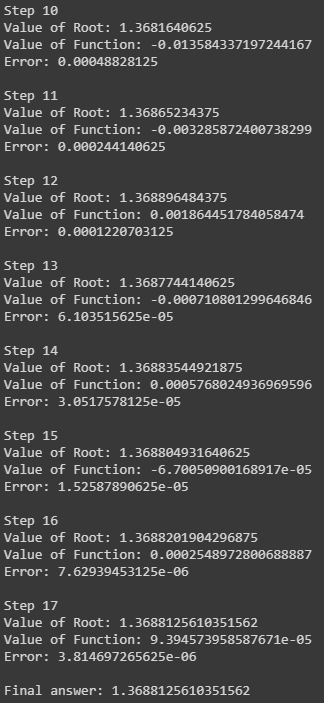 Step 10
Value of Root: 1.3681640625
Value of Function: -0.013584337197244167
Error: 0.00048828125
Step 11
Value of Root: 1.36865234375
Value of Function: -0.003285872400738299
Error: 0.000244140625
Step 12
Value of Root: 1.368896484375
Value of Function: 0.001864451784058474
Error: 0.0001220703125
Step 13
Value of Root: 1.3687744140625
Value of Function: -0.000710801299646846
Error: 6.103515625e-05
Step 14
Value of Root: 1.36883544921875
Value of Function: 0.0005768024936969596
Error: 3.0517578125e-05
Step 15
Value of Root: 1.368804931640625
Value of Function: -6.70050900168917e-05
Error: 1.52587890625e-05
Step 16
Value of Root: 1.3688201904296875
Value of Function: 0.0002548972800688887
Error: 7.62939453125e-06
Step 17
Value of Root: 1.3688125610351562
Value of Function: 9.394573958587671e-05
Error: 3.814697265625e-06
Final answer: 1.3688125610351562